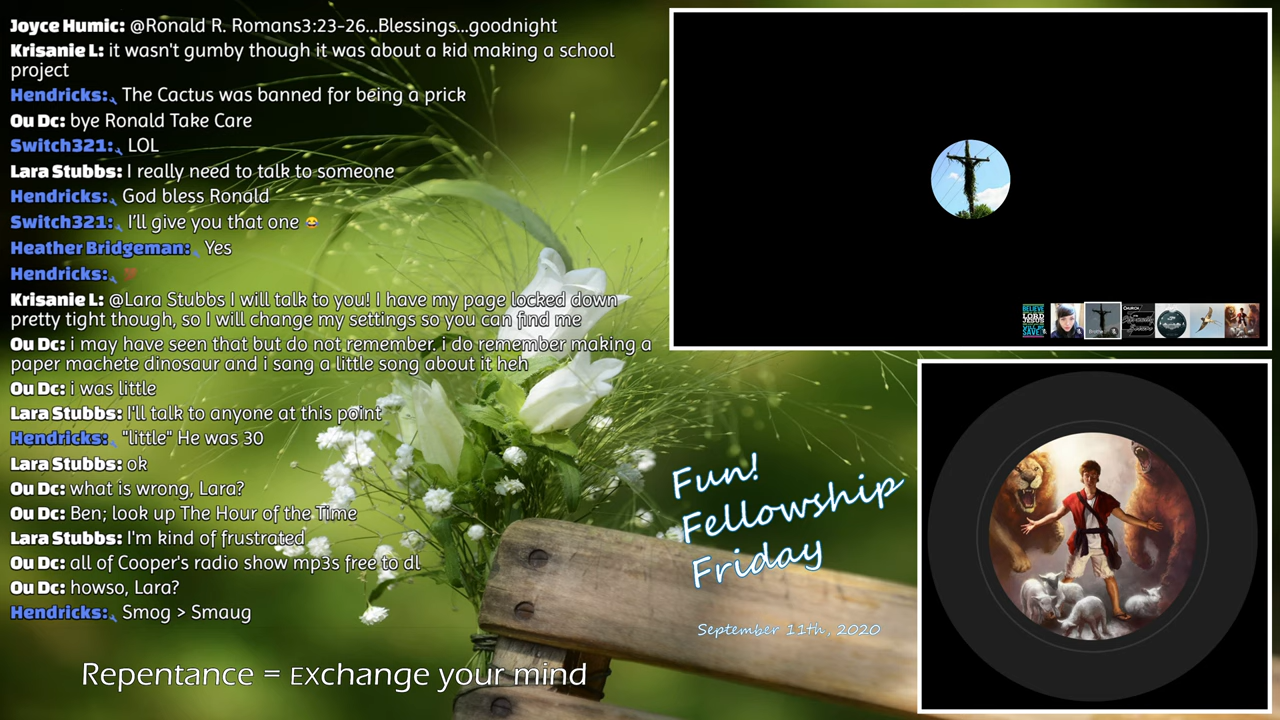 Joyce Humic: @Ronald R. Romans3:23-26...Blessings...goodnight
Krisanie L: it wasn't gumby though it was about a kid making a school
project
Hendricks: The Cactus was banned for being a prick
Ou Dc: bye Ronald Take Care
Switch321: LOL
Lara Stubbs: I really need to talk to someone
Hendricks: God bless Ronald
Switch321: I'll give you that one 😂
Heather Bridgeman: Yes
Hendricks: 💓
Krisanie L: @Lara Stubbs I will talk to you! I have my page locked down
pretty tight though, so I will change my settings so you can find me
Ou Dc: i may have seen that but do not remember. i do remember making a
paper machete dinosaur and i sang a little song about it heh
Ou Dc: i was little
Lara Stubbs: I'll talk to anyone at this point
Hendricks: "little" He was 30
Lara Stubbs: ok
Ou Dc: what is wrong, Lara?
Ou Dc: Ben; look up The Hour of the Time
Lara Stubbs: I'm kind of frustrated
Ou Dc: all of Cooper's radio show mp3s free to dl
Ou Dc: howso, Lara?
Hendricks: Smog > Smaug
Repentance = EXchange your mind
BELIEVE
LORD
JESUS
SAVE
CHURCH
Fun!
Fellowship
Friday
September 11th, 2020